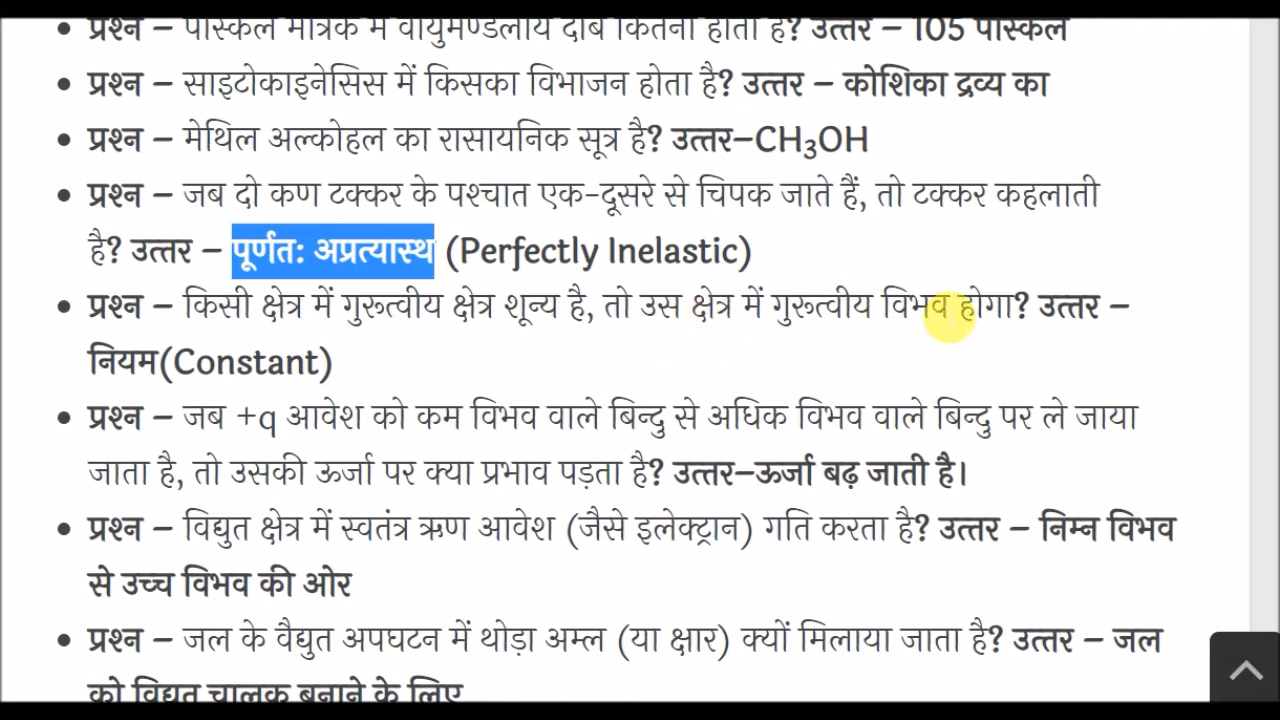 प्रश्न – पास्कल मात्रक में वायुमण्डलीय दाब कितना होता है? उत्तर – 105 पास्कल
प्रश्न – साइटोकाइनेसिस में किसका विभाजन होता है? उत्तर – कोशिका द्रव्य का
प्रश्न – मेथिल अल्कोहल का रासायनिक सूत्र है? उत्तर–CH₃OH
प्रश्न – जब दो कण टक्कर के पश्चात एक-दूसरे से चिपक जाते हैं, तो टक्कर कहलाती
है? उत्तर – पूर्णत: अप्रत्यास्थ (Perfectly Inelastic)
प्रश्न – किसी क्षेत्र में गुरूत्वीय क्षेत्र शून्य है, तो उस क्षेत्र में गुरूत्वीय विभव होगा? उत्तर –
नियम(Constant)
प्रश्न – जब +q आवेश को कम विभव वाले बिन्दु से अधिक विभव वाले बिन्दु पर ले जाया
जाता है, तो उसकी ऊर्जा पर क्या प्रभाव पड़ता है? उत्तर–ऊर्जा बढ़ जाती है।
प्रश्न – विद्युत क्षेत्र में स्वतंत्र ऋण आवेश (जैसे इलेक्ट्रान) गति करता है? उत्तर – निम्न विभव
से उच्च विभव की ओर
प्रश्न – जल के वैद्युत अपघटन में थोड़ा अम्ल (या क्षार) क्यों मिलाया जाता है? उत्तर – जल
को विद्युत चालक बनाने के लिए